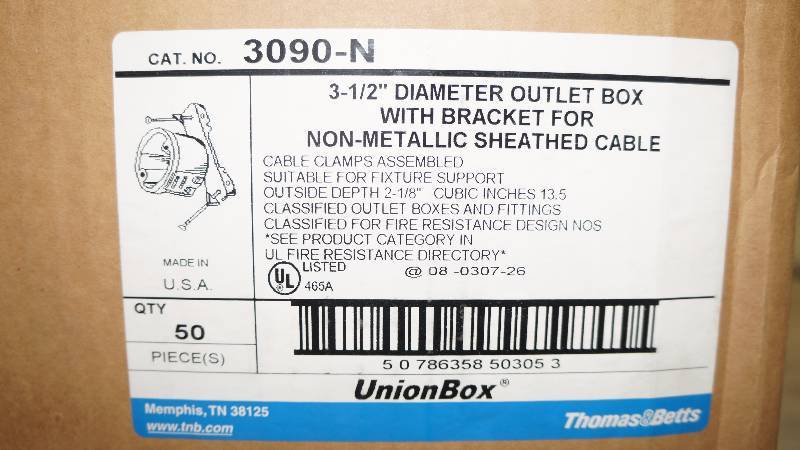 CAT. NO. 3090-N
3-1/2" DIAMETER OUTLET BOX
WITH BRACKET FOR
NON-METALLIC SHEATHED CABLE
CABLE CLAMPS ASSEMBLED
SUITABLE FOR FIXTURE SUPPORT
OUTSIDE DEPTH 2-1/8" CUBIC INCHES 13.5
CLASSIFIED OUTLET BOXES AND FITTINGS
CLASSIFIED FOR FIRE RESISTANCE DESIGN NOS
*SEE PRODUCT CATEGORY IN
UL FIRE RESISTANCE DIRECTORY*
UL ® LISTED @ 08 -0307-26
465A
MADE IN
U.S.A.
QTY
50
PIECE(S)
5 0 786358 50305 3
UnionBox®
Memphis, TN 38125
www.tnb.com
Thomas&Betts